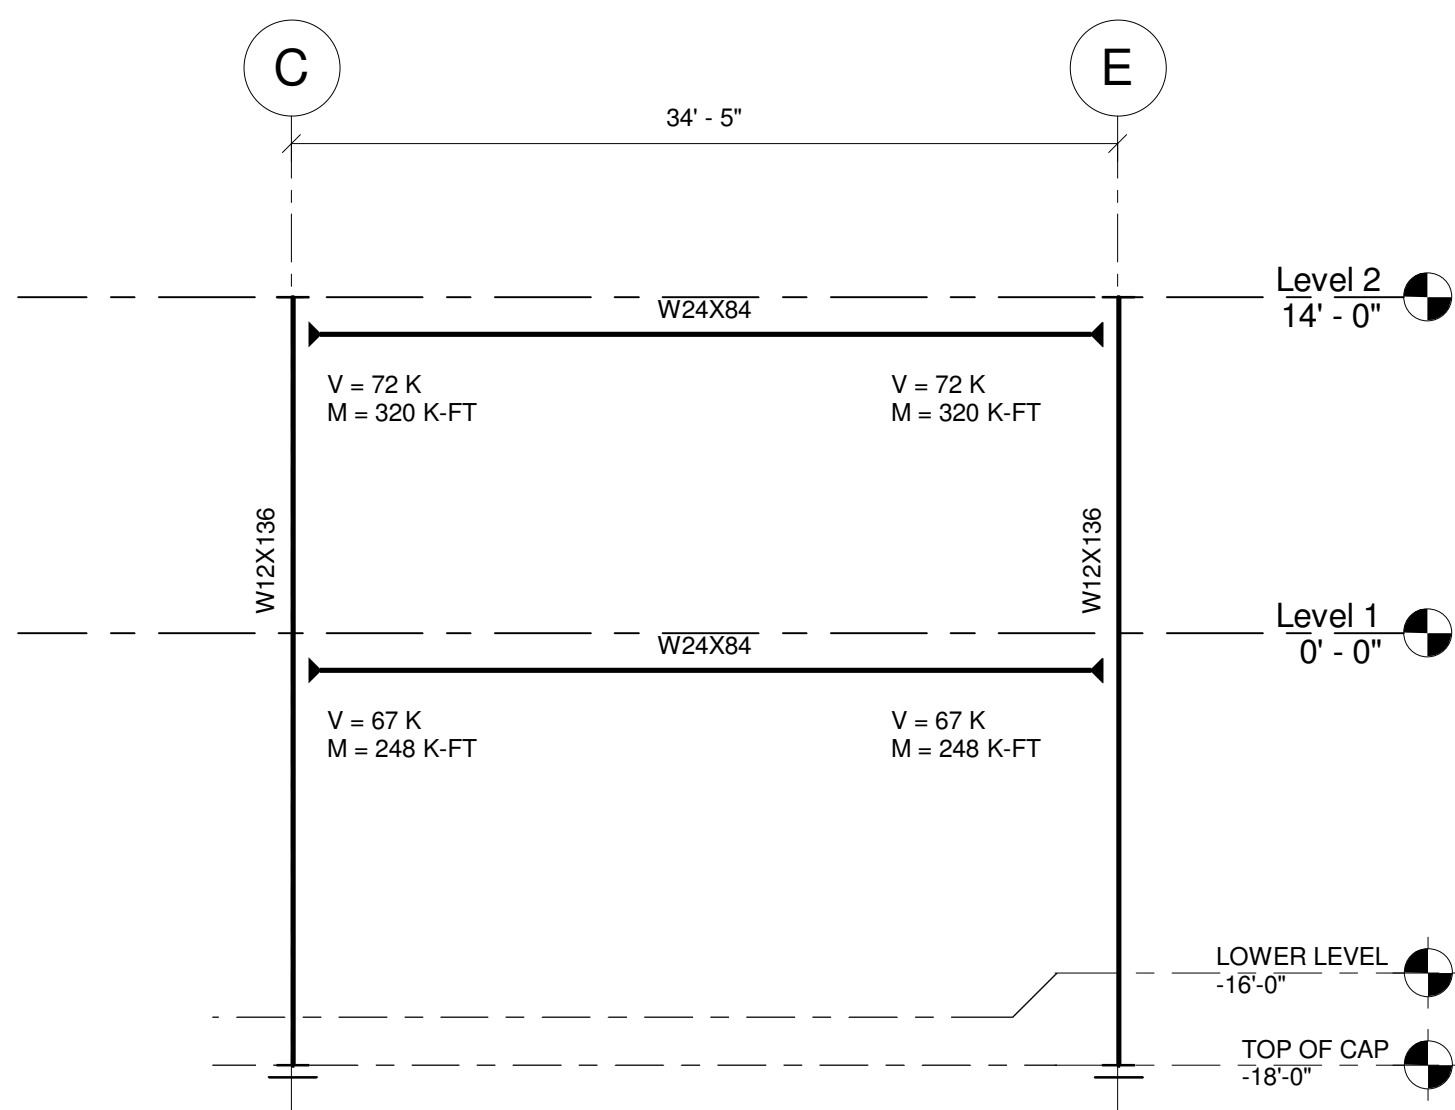 C
E
34' - 5"
Level 2
14' - 0"
W24X84
V = 72 K
M = 320 K-FT
V = 72 K
M = 320 K-FT
W12X136
W12X136
Level 1
0' - 0"
W24X84
V = 67 K
M = 248 K-FT
V = 67 K
M = 248 K-FT
LOWER LEVEL
-16'-0"
TOP OF CAP
-18'-0"